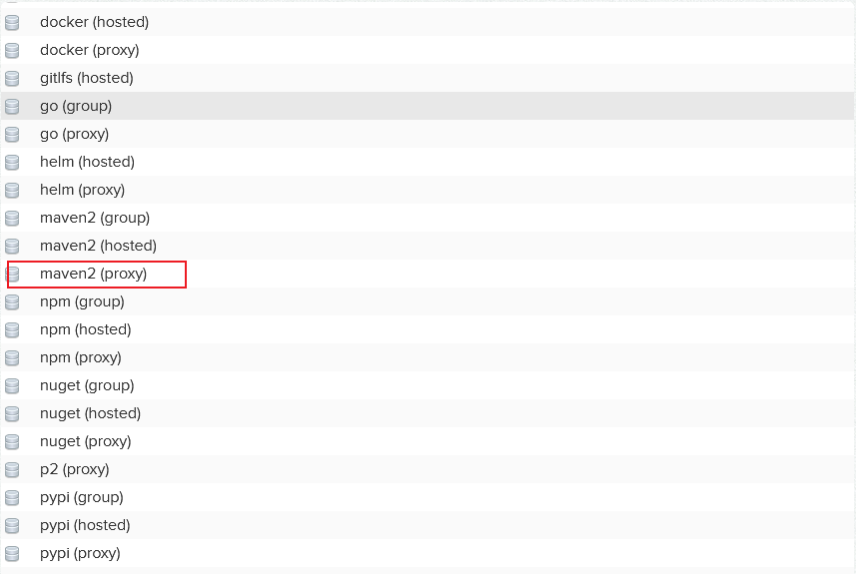 docker (hosted)
docker (proxy)
gitlfs (hosted)
go (group)
go (proxy)
helm (hosted)
helm (proxy)
maven2 (group)
maven2 (hosted)
maven2 (proxy)
npm (group)
npm (hosted)
npm (proxy)
nuget (group)
nuget (hosted)
nuget (proxy)
p2 (proxy)
pypi (group)
pypi (hosted)
pypi (proxy)